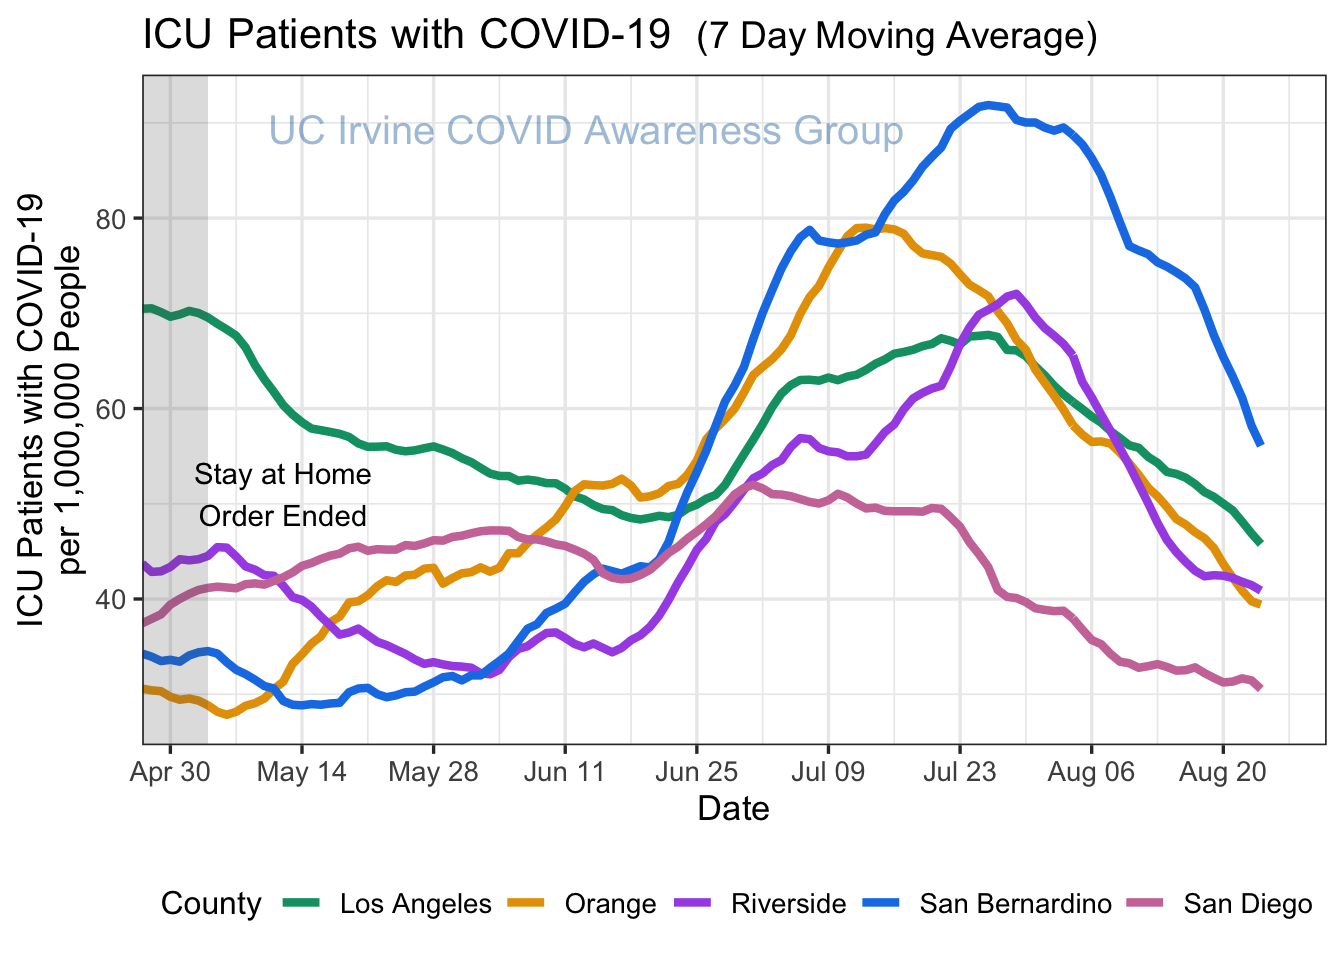 ICU Patients with COVID-19 (7 Day Moving Average)
UC Irvine COVID Awareness Group
ICU Patients with COVID-19
per 1,000,000 People
80
60
40
Stay at Home
Order Ended
Apr 30 May 14 May 28 Jun 11 Jun 25 Jul 09 Jul 23 Aug 06 Aug 20
Date
County Los Angeles Orange Riverside San Bernardino San Diego